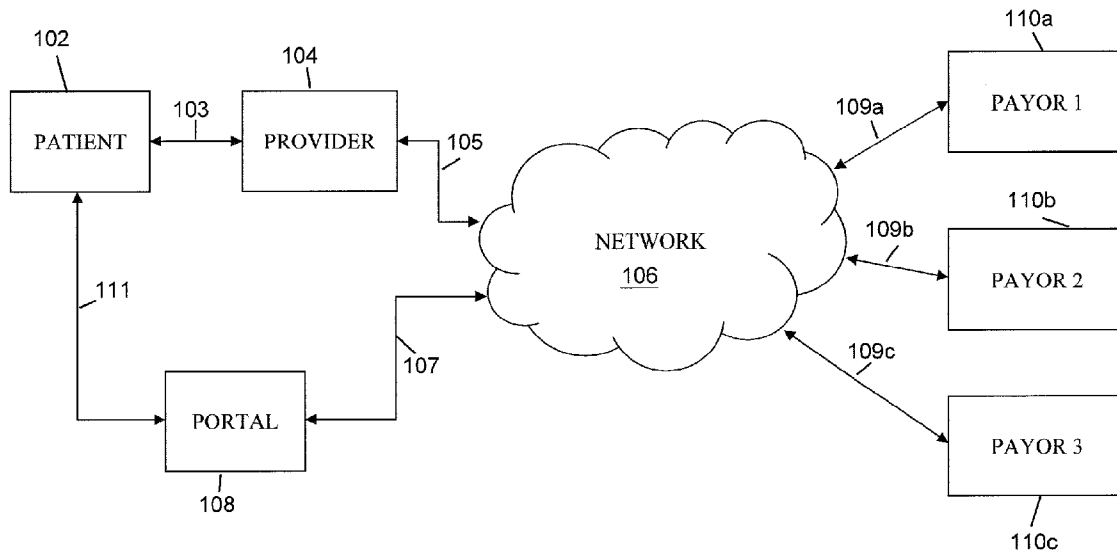 110a
102
104
PAYOR 1
103
109a
PATIENT
PROVIDER
105
110b
NETWORK
109b
106
PAYOR 2
111
107
109c
PORTAL
PAYOR 3
108
110c